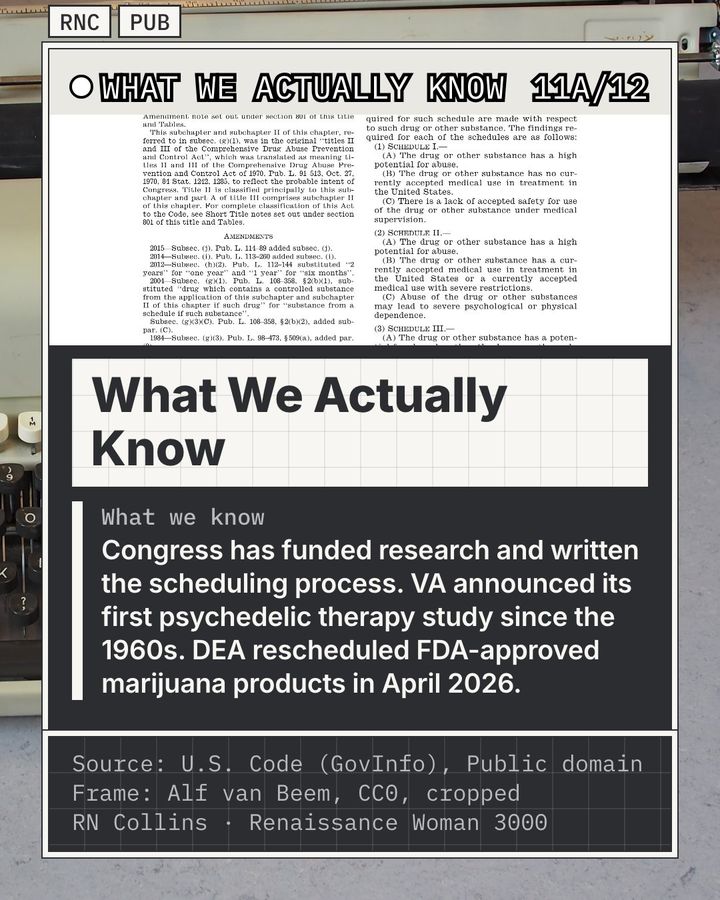 RNC PUB
WHAT WE ACTUALLY KNOW 11A/12
Amendment note set out under section 801 of this title
and Tables.
This subchapter and subchapter II of this chapter, re-
ferred to in subsec. (g)(1), was in the original "titles II
and III of the Comprehensive Drug Abuse Prevention
and Control Act", which was translated as meaning ti-
tles II and III of the Comprehensive Drug Abuse Pre-
vention and Control Act of 1970, Pub. L. 91–513, Oct. 27,
1970, 84 Stat. 1242, 1285, to reflect the probable intent of
Congress. Title II is classified principally to this sub-
chapter and part A of title III comprises subchapter II
of this chapter. For complete classification of this Act
to the Code, see Short Title notes set out under section
801 of this title and Tables.
AMENDMENTS
2015—Subsec. (j). Pub. L. 114–89 added subsec. (j).
2014—Subsec. (i). Pub. L. 113–260 added subsec. (i).
2012—Subsec. (h)(2). Pub. L. 112–144 substituted "2
years" for "one year" and "1 year" for "six months".
2004—Subsec. (g)(1). Pub. L. 108–358, §2(b)(1), sub-
stituted "drug which contains a controlled substance
from the application of this subchapter and subchapter
II of this chapter if such drug" for "substance from a
schedule if such substance".
Subsec. (g)(3)(C). Pub. L. 108–358, §2(b)(2), added sub-
par. (C).
1984—Subsec. (g)(3). Pub. L. 98–473, §509(a), added par.
quired for such schedule are made with respect
to such drug or other substance. The findings re-
quired for each of the schedules are as follows:
(1) SCHEDULE I.—
(A) The drug or other substance has a high
potential for abuse.
(B) The drug or other substance has no cur-
rently accepted medical use in treatment in
the United States.
(C) There is a lack of accepted safety for use
of the drug or other substance under medical
supervision.
(2) SCHEDULE II.—
(A) The drug or other substance has a high
potential for abuse.
(B) The drug or other substance has a cur-
rently accepted medical use in treatment in
the United States or a currently accepted
medical use with severe restrictions.
(C) Abuse of the drug or other substances
may lead to severe psychological or physical
dependence.
(3) SCHEDULE III.—
(A) The drug or other substance has a poten-
What We Actually
Know
What we know
Congress has funded research and written
the scheduling process. VA announced its
first psychedelic therapy study since the
1960s. DEA rescheduled FDA-approved
marijuana products in April 2026.
Source: U.S. Code (GovInfo), Public domain
Frame: Alf van Beem, CC0, cropped
RN Collins · Renaissance Woman 3000